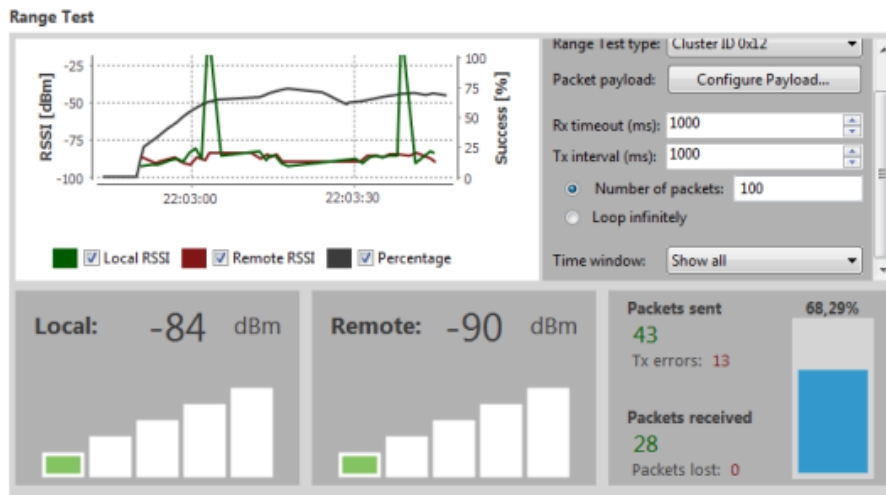 Range Test
RSSI [dBm]
-25
-50
-75
-100
100
75
50
25
0
Success [%]
22:03:00
22:03:30
Local RSSI
Remote RSSI
Percentage
Range Test type: Cluster ID 0x12
Packet payload: Configure Payload...
Rx timeout (ms): 1000
Tx interval (ms): 1000
Number of packets: 100
Loop infinitely
Time window: Show all
Local: -84 dBm
Remote: -90 dBm
Packets sent
43
Tx errors: 13
68,29%
Packets received
28
Packets lost: 0